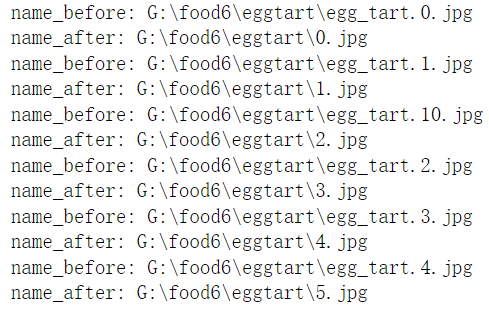 name_before: G:\food6\eggtart\egg_tart.0.jpg
name_after: G:\food6\eggtart\0.jpg
name_before: G:\food6\eggtart\egg_tart.1.jpg
name_after: G:\food6\eggtart\1.jpg
name_before: G:\food6\eggtart\egg_tart.10.jpg
name_after: G:\food6\eggtart\2.jpg
name_before: G:\food6\eggtart\egg_tart.2.jpg
name_after: G:\food6\eggtart\3.jpg
name_before: G:\food6\eggtart\egg_tart.3.jpg
name_after: G:\food6\eggtart\4.jpg
name_before: G:\food6\eggtart\egg_tart.4.jpg
name_after: G:\food6\eggtart\5.jpg